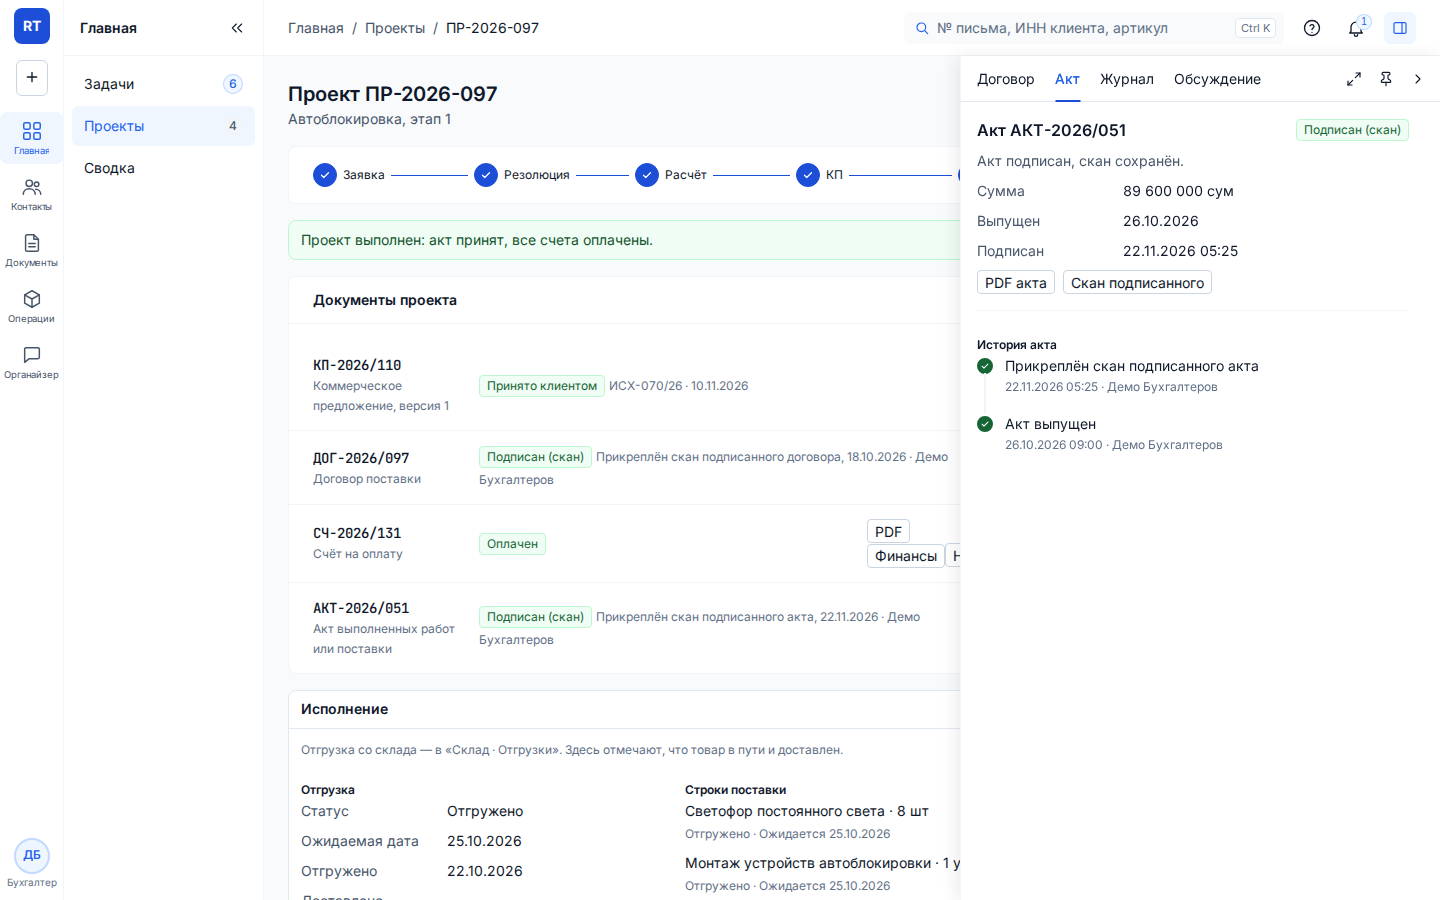 RT
Главная
Главная / Проекты / ПР-2026-097
№ письма, ИНН клиента, артикул
Ctrl K
1
+
Главная
Контакты
Документы
Операции
Органайзер
ДБ
Бухгалтер
Задачи 6
Проекты 4
Сводка
Проект ПР-2026-097
Автоблокировка, этап 1
Заявка
Резолюция
Расчёт
КП
Проект выполнен: акт принят, все счета оплачены.
Документы проекта
КП-2026/110
Коммерческое
предложение, версия 1
Принято клиентом ИСХ-070/26 · 10.11.2026
ДОГ-2026/097
Договор поставки
Подписан (скан) Прикреплён скан подписанного договора, 18.10.2026 · Демо
Бухгалтеров
СЧ-2026/131
Счёт на оплату
Оплачен
PDF
Финансы
Н
АКТ-2026/051
Акт выполненных работ
или поставки
Подписан (скан) Прикреплён скан подписанного акта, 22.11.2026 · Демо
Бухгалтеров
Исполнение
Отгрузка со склада — в «Склад · Отгрузки». Здесь отмечают, что товар в пути и доставлен.
Отгрузка
Статус Отгружено
Ожидаемая дата 25.10.2026
Отгружено 22.10.2026
Доставлено
Строки поставки
Светофор постоянного света · 8 шт
Отгружено · Ожидается 25.10.2026
Монтаж устройств автоблокировки · 1 у
Отгружено · Ожидается 25.10.2026
Договор
Акт
Журнал
Обсуждение
Акт АКТ-2026/051
Подписан (скан)
Акт подписан, скан сохранён.
Сумма 89 600 000 сум
Выпущен 26.10.2026
Подписан 22.11.2026 05:25
PDF акта
Скан подписанного
История акта
Прикреплён скан подписанного акта
22.11.2026 05:25 · Демо Бухгалтеров
Акт выпущен
26.10.2026 09:00 · Демо Бухгалтеров